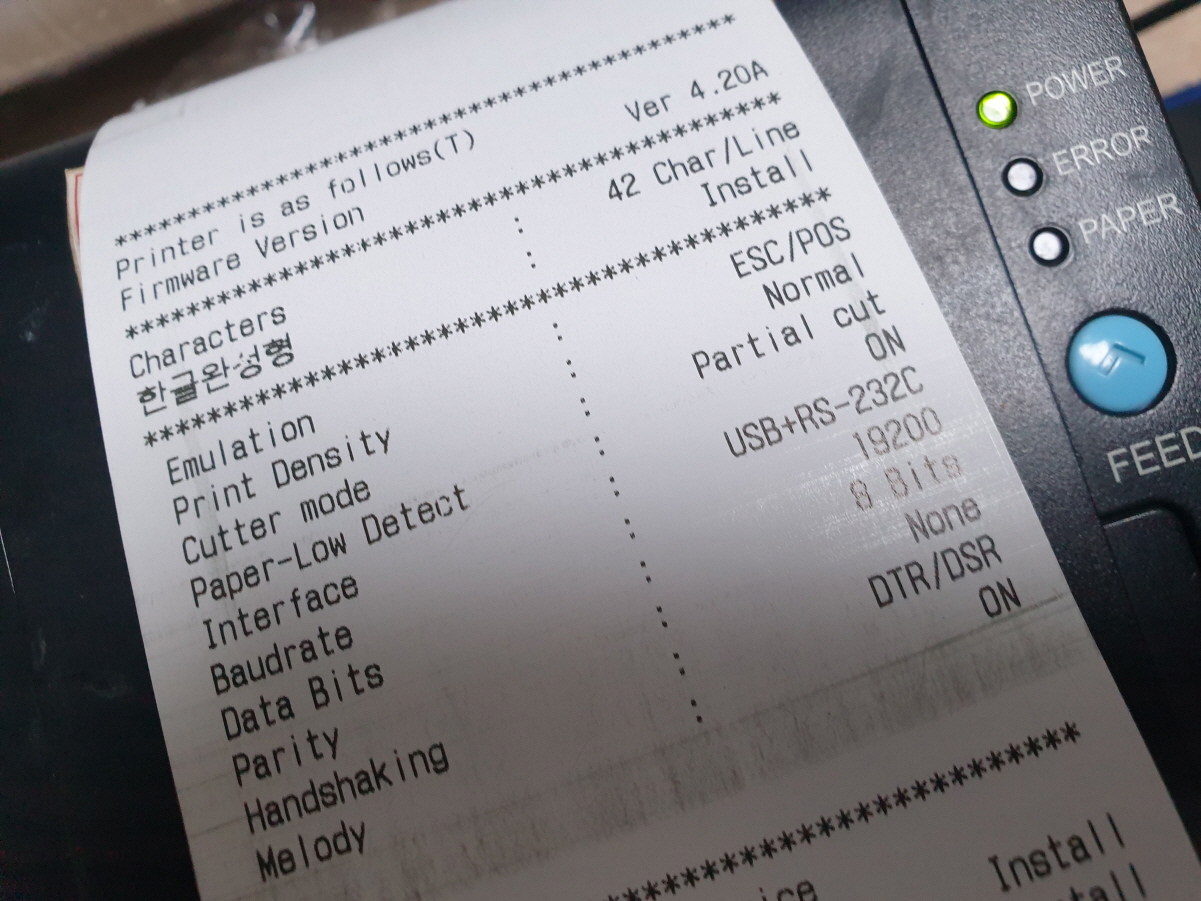 ******************************************
Printer is as follows(T)
Firmware Version Ver 4.20A
******************************************
Characters : 42 Char/Line
한글완성형 : Install
******************************************
Emulation : ESC/POS
Print Density : Normal
Cutter mode : Partial cut
Paper-Low Detect : ON
Interface : USB+RS-232C
Baudrate : 19200
Data Bits : 8 Bits
Parity : None
Handshaking : DTR/DSR
Melody : ON
******************************************
Install
POWER
ERROR
PAPER
FEED